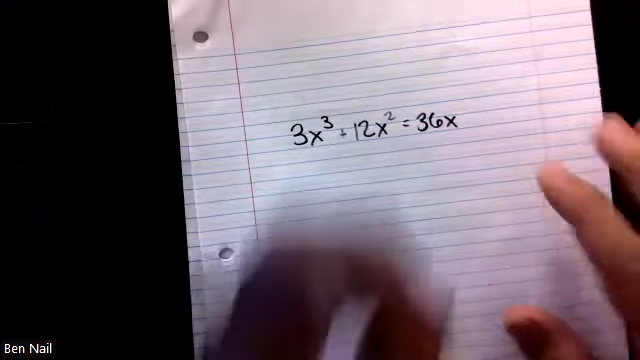 3x³ + 12x² = 36x
Ben Nail